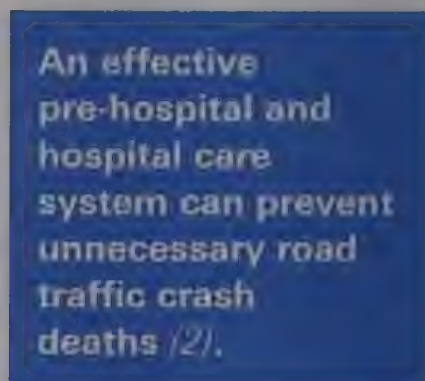 An effective
pre-hospital and
hospital care
system can prevent
unnecessary road
traffic crash
deaths (2).